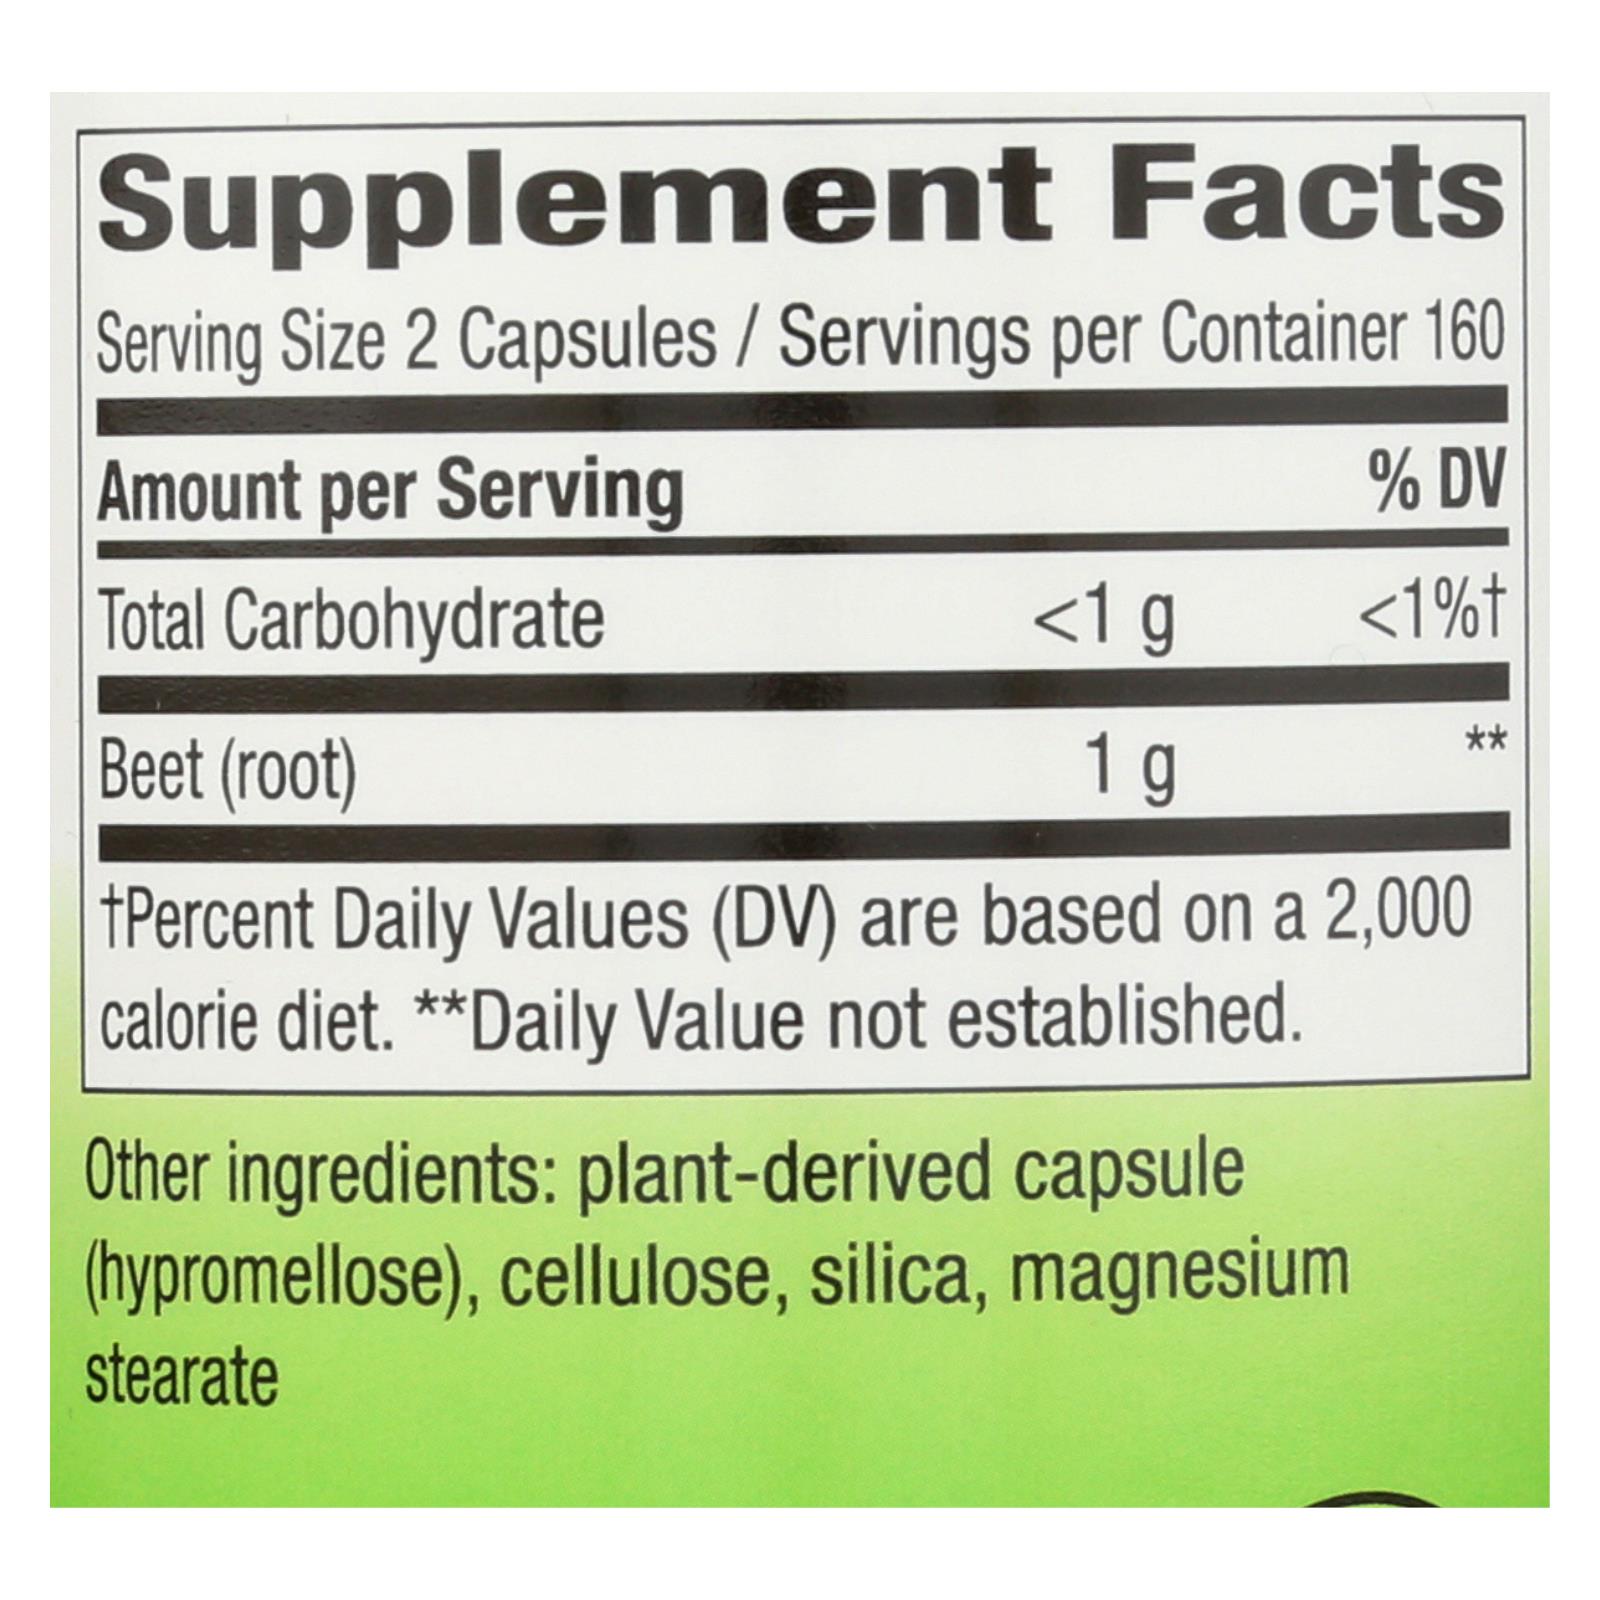 Supplement Facts
Serving Size 2 Capsules / Servings per Container 160
Amount per Serving % DV
Total Carbohydrate <1 g <1%†
Beet (root) 1 g **
†Percent Daily Values (DV) are based on a 2,000
calorie diet. **Daily Value not established.
Other ingredients: plant-derived capsule
(hypromellose), cellulose, silica, magnesium
stearate